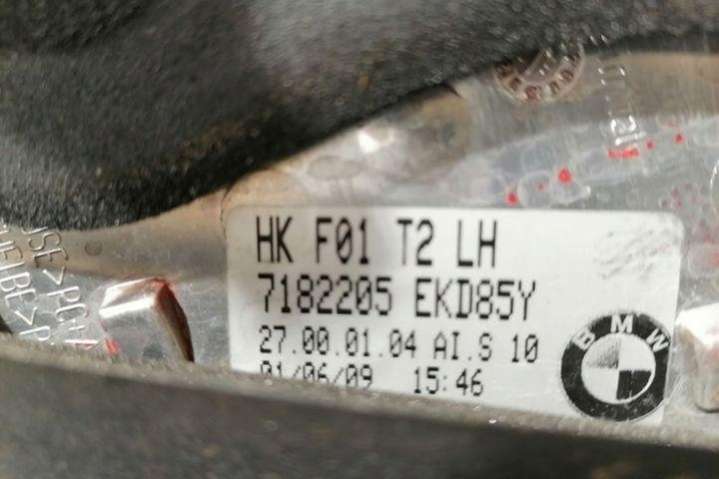 HK F01 T2 LH
7182205 EKD85Y
27.00.01.04 AI.S 10
01/06/09 15:46
BMW